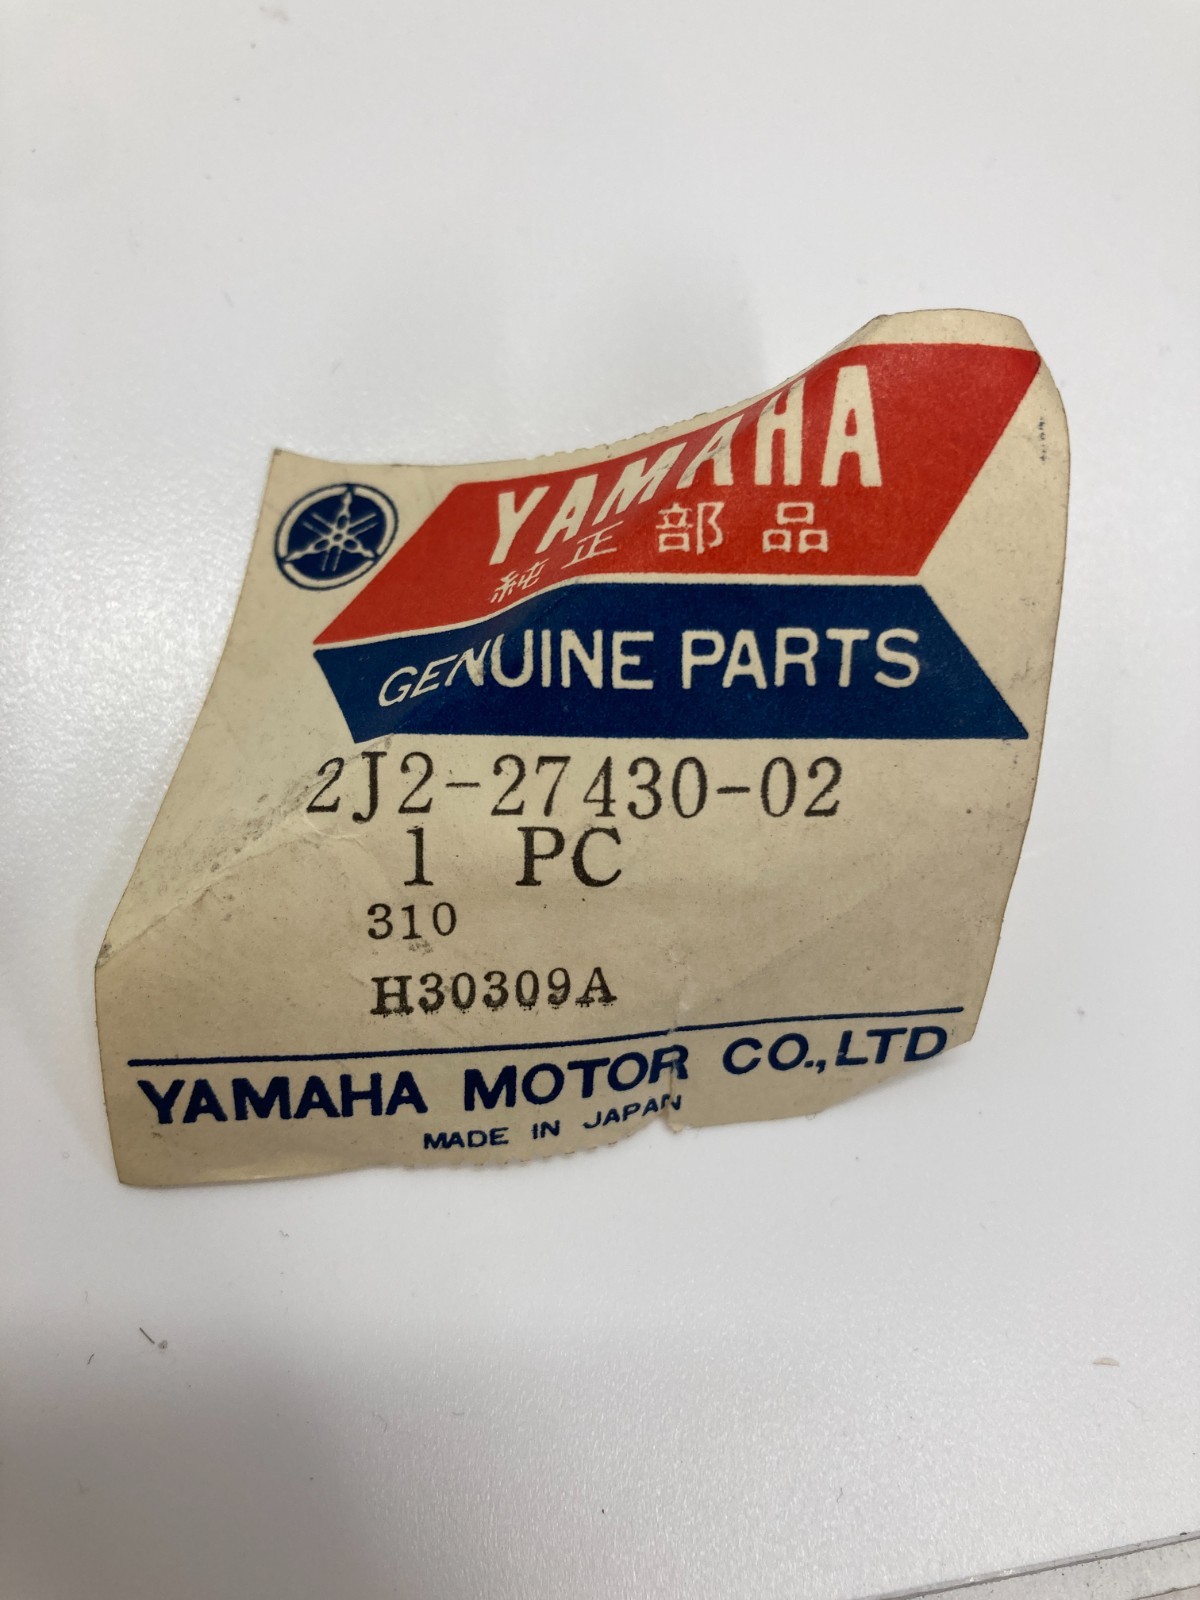 YAMAHA
純正部品
GENUINE PARTS
2J2-27430-02
1 PC
310
H30309A
YAMAHA MOTOR CO.,LTD
MADE IN JAPAN